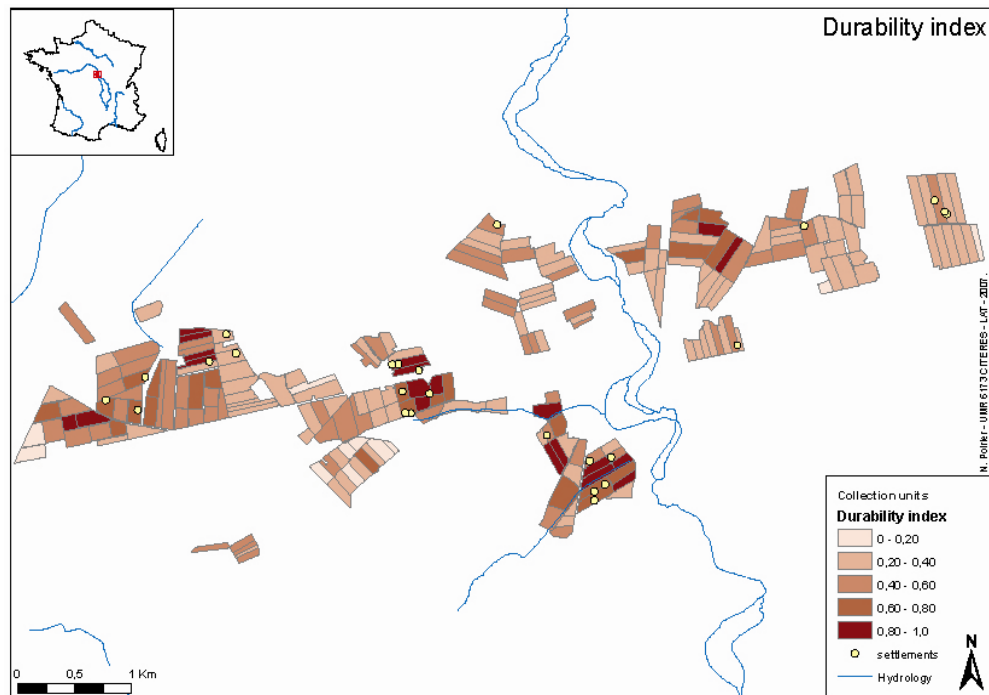 Durability index
N. Poirier - UMR 6173 CITERES - LAT - 2007.
Collection units
Durability index
0 - 0,20
0,20 - 0,40
0,40 - 0,60
0,60 - 0,80
0,80 - 1,0
settlements
Hydrology
N
0 0,5 1 Km